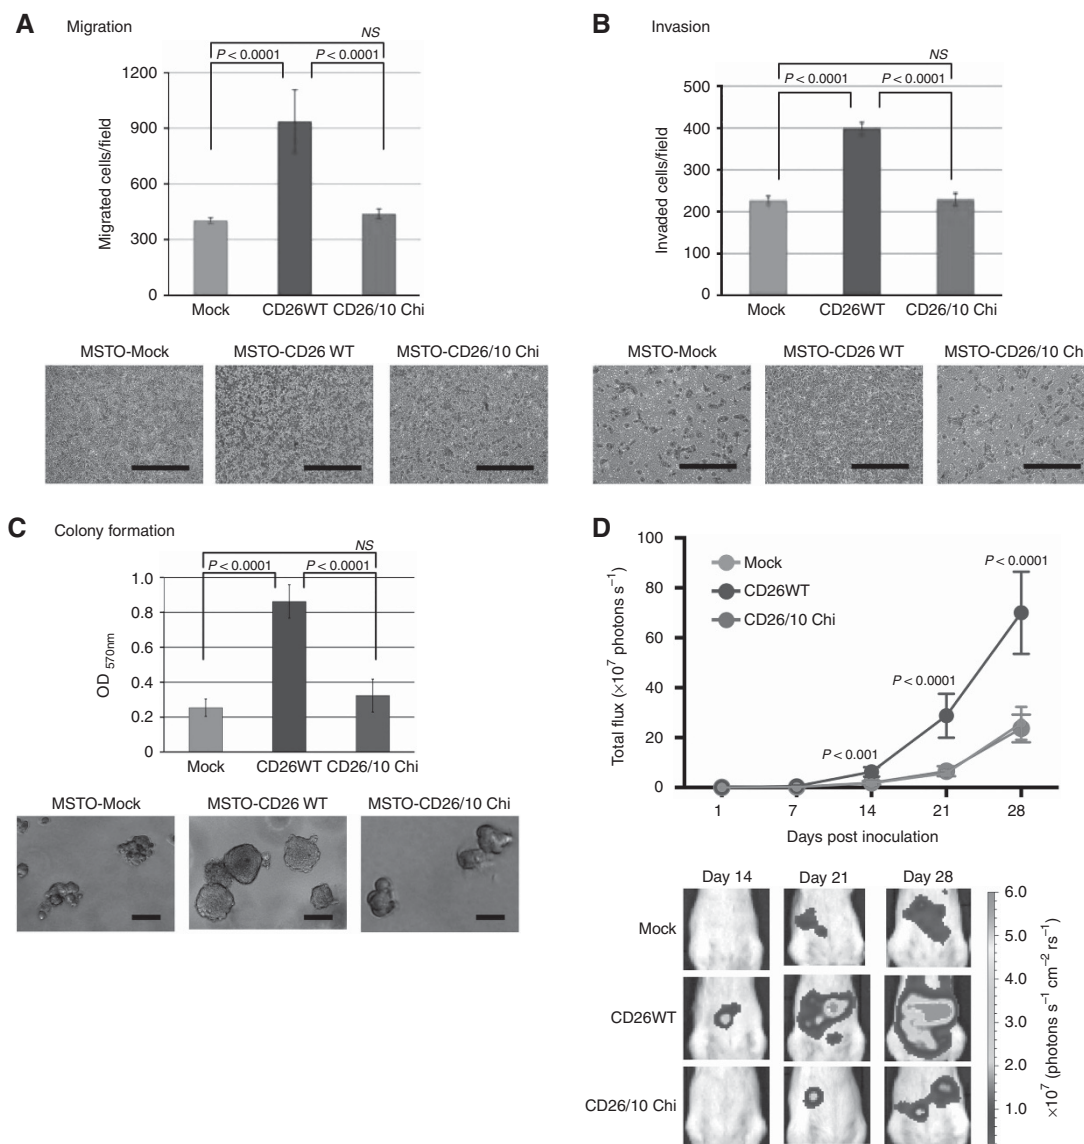 A Migration
NS
P < 0.0001 P < 0.0001
1200
900
600
300
0
Migrated cells/field
Mock CD26WT CD26/10 Chi
MSTO-Mock MSTO-CD26 WT MSTO-CD26/10 Chi
B Invasion
NS
P < 0.0001 P < 0.0001
500
400
300
200
100
0
Invaded cells/field
Mock CD26WT CD26/10 Chi
MSTO-Mock MSTO-CD26 WT MSTO-CD26/10 Ch
C Colony formation
NS
P < 0.0001 P < 0.0001
1.0
0.8
0.6
0.4
0.2
0
OD 570nm
Mock CD26WT CD26/10 Chi
MSTO-Mock MSTO-CD26 WT MSTO-CD26/10 Chi
D
100
80
60
40
20
0
Total flux (×10⁷ photons s⁻¹)
Mock
CD26WT
CD26/10 Chi
P < 0.001
P < 0.0001
P < 0.0001
1 7 14 21 28
Days post inoculation
Day 14 Day 21 Day 28
Mock
CD26WT
CD26/10 Chi
6.0
5.0
4.0
3.0
2.0
1.0
×10⁷ (photons s⁻¹ cm⁻² rs⁻¹)